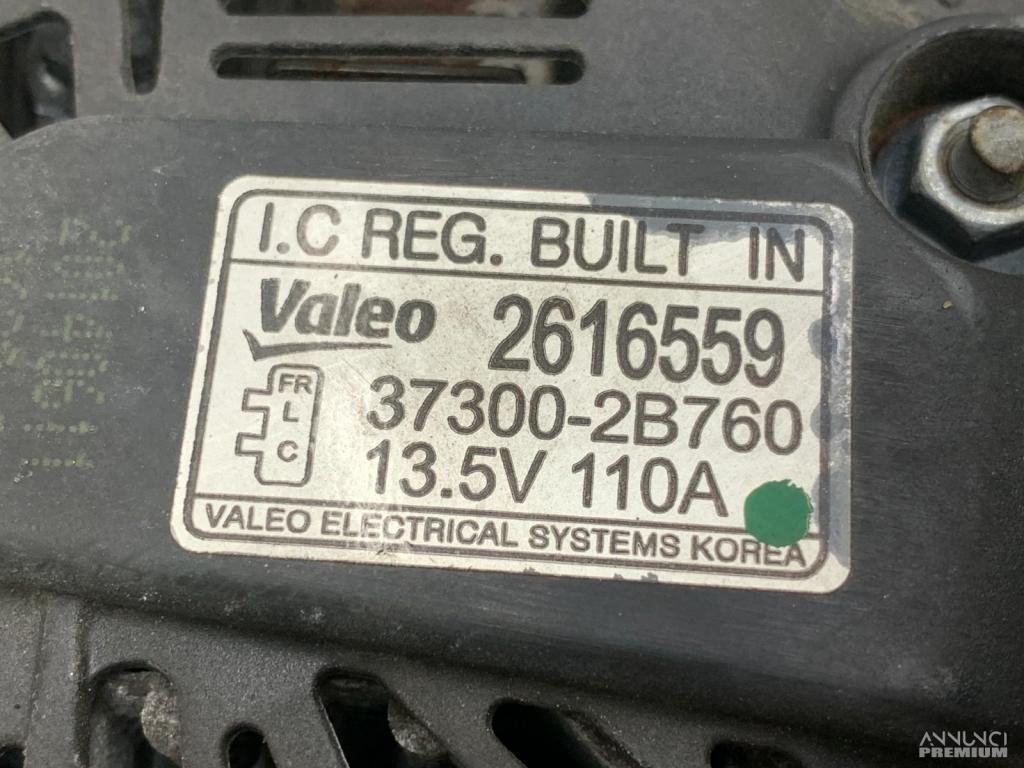 I.C REG. BUILT IN
Valeo 2616559
FR
L
C
37300-2B760
13.5V 110A
VALEO ELECTRICAL SYSTEMS KOREA
ANNUNCI
PREMIUM